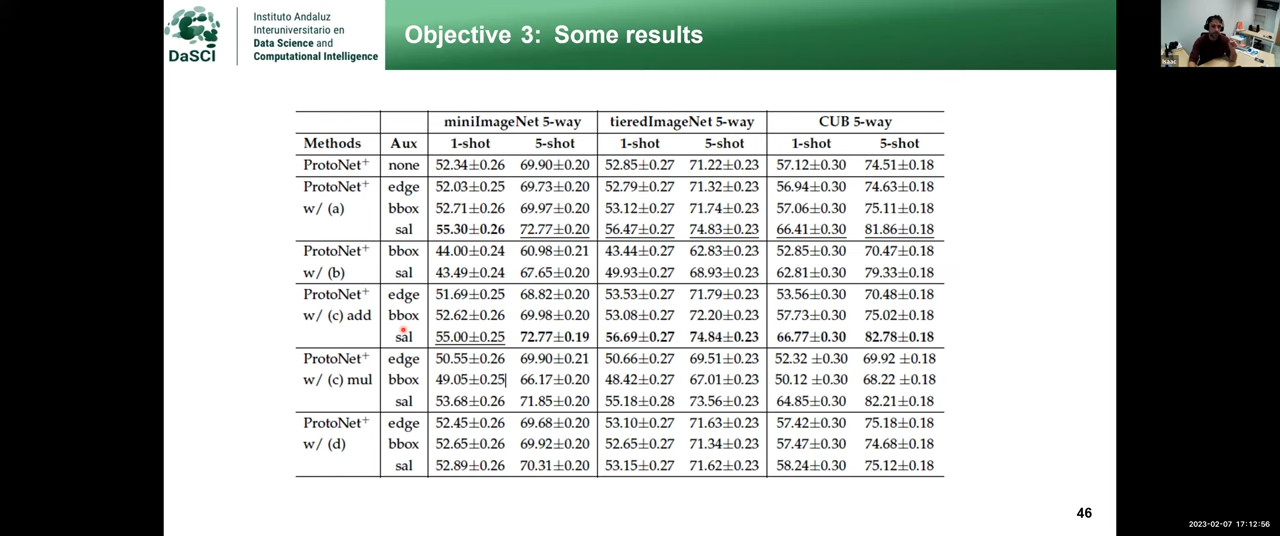 DaSCI
Instituto Andaluz
Interuniversitario en
Data Science and
Computational Intelligence
Objective 3: Some results
Isaac
miniImageNet 5-way tieredImageNet 5-way CUB 5-way
Methods Aux 1-shot 5-shot 1-shot 5-shot 1-shot 5-shot
ProtoNet+ none 52.34±0.26 69.90±0.20 52.85±0.27 71.22±0.23 57.12±0.30 74.51±0.18
ProtoNet+ edge 52.03±0.25 69.73±0.20 52.79±0.27 71.32±0.23 56.94±0.34 74.63±0.18
w/ (a) bbox 52.71±0.26 69.97±0.20 53.12±0.27 71.74±0.23 57.06±0.30 75.11±0.18
sal 55.30±0.26 72.77±0.20 56.47±0.27 74.83±0.23 66.41±0.30 81.86±0.18
ProtoNet+ bbox 44.00±0.24 60.98±0.21 43.44±0.27 62.83±0.23 52.85±0.30 70.47±0.18
w/ (b) sal 43.49±0.24 67.65±0.20 49.93±0.27 68.93±0.23 62.81±0.30 79.33±0.18
ProtoNet+ edge 51.69±0.25 68.82±0.20 53.53±0.27 71.79±0.23 53.56±0.30 70.48±0.18
w/ (c) add bbox 52.62±0.26 69.98±0.20 53.08±0.27 72.20±0.23 57.73±0.30 75.02±0.18
sal 55.00±0.25 72.77±0.19 56.69±0.27 74.84±0.23 66.77±0.30 82.78±0.18
ProtoNet+ edge 50.55±0.26 69.90±0.21 50.66±0.27 69.51±0.23 52.32 ±0.30 69.92 ±0.18
w/ (c) mul bbox 49.05±0.25 66.17±0.20 48.42±0.27 67.01±0.23 50.12 ±0.30 68.22 ±0.18
sal 53.68±0.26 71.85±0.20 55.18±0.28 73.56±0.23 64.85±0.30 82.21±0.18
ProtoNet+ edge 52.45±0.26 69.68±0.20 53.10±0.27 71.63±0.23 57.42±0.30 75.18±0.18
w/ (d) bbox 52.65±0.26 69.92±0.20 52.65±0.27 71.34±0.23 57.47±0.30 74.68±0.18
sal 52.89±0.26 70.31±0.20 53.15±0.27 71.62±0.23 58.24±0.30 75.12±0.18
46
2023-02-07 17:12:56